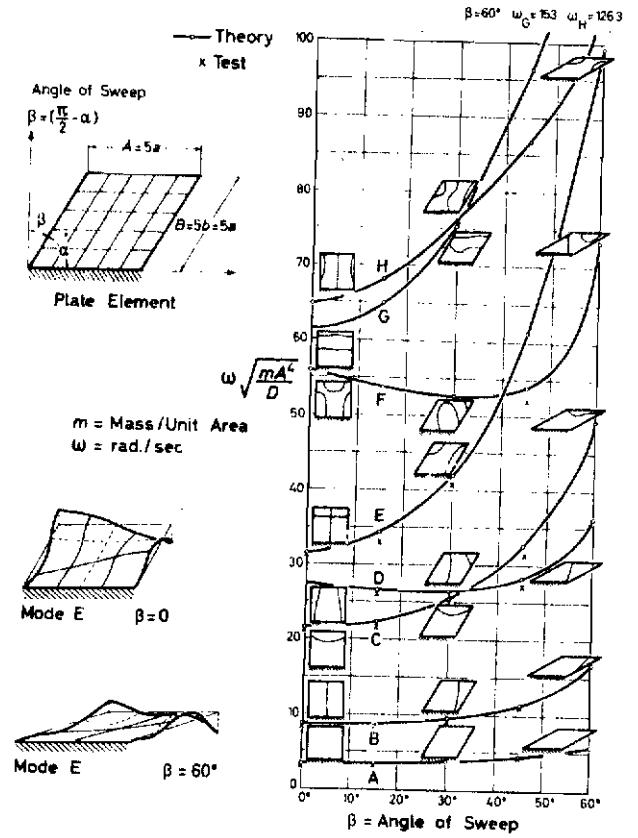 β=60° ω_G=153 ω_H=126.3
100
Theory
× Test
90
80
70
60
50
40
30
20
10
0
Angle of Sweep
β=(π/2 - α)
A=5a
B=5b=5a
β
α
Plate Element
ω√(mA⁴/D)
m = Mass/Unit Area
ω = rad./sec
Mode E β=0
Mode E β=60°
H
G
F
E
D
C
B
A
0° 10° 20° 30° 40° 50° 60°
β = Angle of Sweep